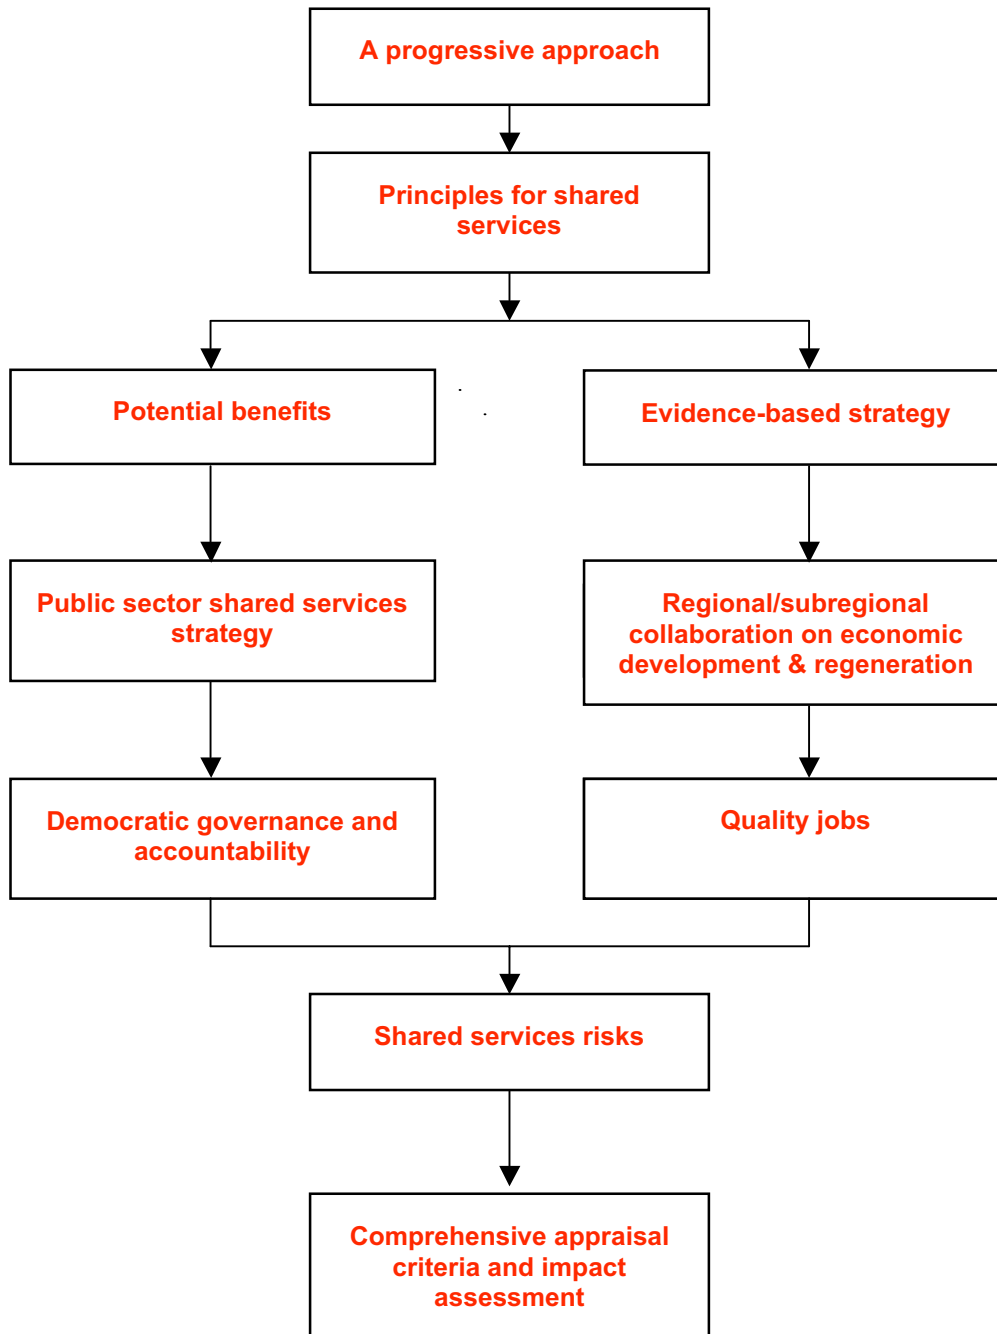 A progressive approach
Principles for shared
services
Potential benefits
Evidence-based strategy
Public sector shared services
strategy
Regional/subregional
collaboration on economic
development & regeneration
Democratic governance and
accountability
Quality jobs
Shared services risks
Comprehensive appraisal
criteria and impact
assessment